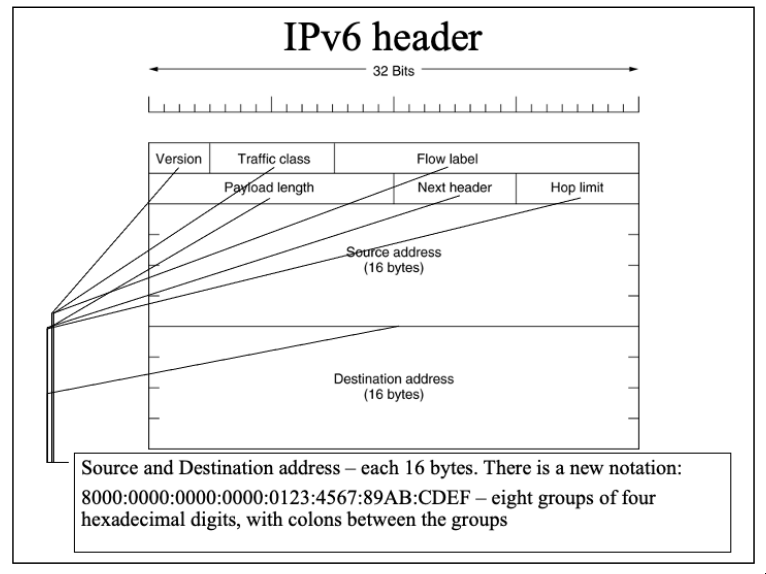 IPv6 header
32 Bits
Version Traffic class Flow label
Payload length Next header Hop limit
Source address
(16 bytes)
Destination address
(16 bytes)
Source and Destination address – each 16 bytes. There is a new notation:
8000:0000:0000:0000:0123:4567:89AB:CDEF – eight groups of four
hexadecimal digits, with colons between the groups